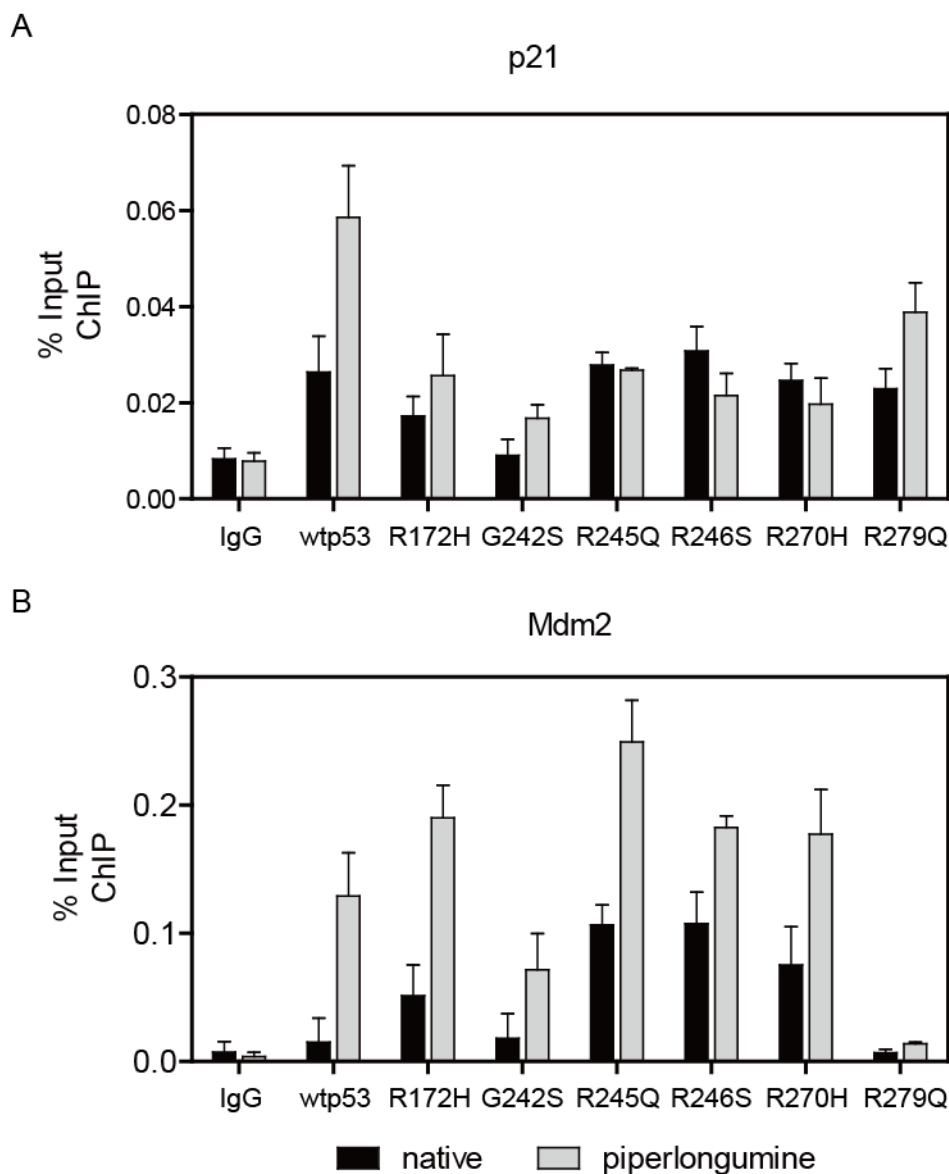 A
p21
0.08
0.06
0.04
0.02
0.00
% Input
ChIP
IgG wtp53 R172H G242S R245Q R246S R270H R279Q
B
Mdm2
0.3
0.2
0.1
0.0
% Input
ChIP
IgG wtp53 R172H G242S R245Q R246S R270H R279Q
native piperlongumine